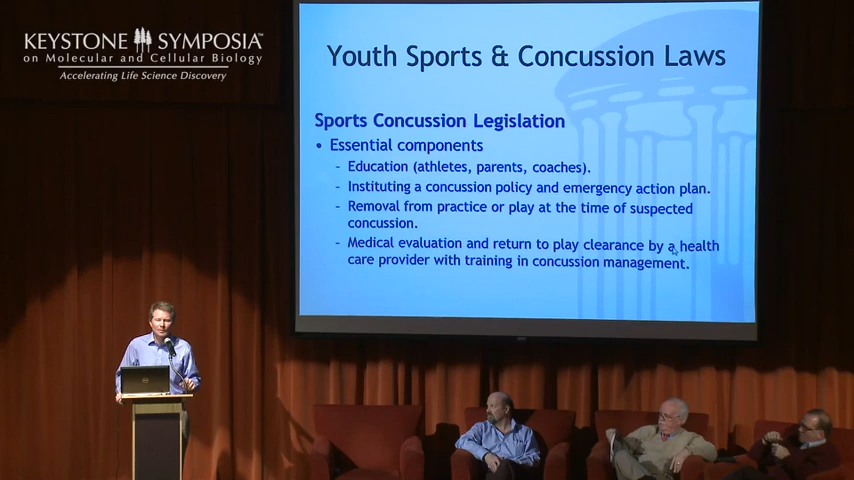 KEYSTONE SYMPOSIA™
on Molecular and Cellular Biology
Accelerating Life Science Discovery
Youth Sports & Concussion Laws
Sports Concussion Legislation
• Essential components
- Education (athletes, parents, coaches).
- Instituting a concussion policy and emergency action plan.
- Removal from practice or play at the time of suspected
concussion.
- Medical evaluation and return to play clearance by a health
care provider with training in concussion management.